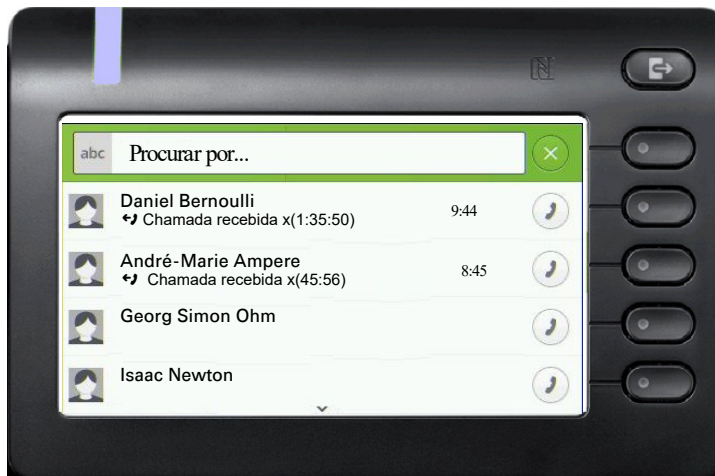 abc Procurar por...
Daniel Bernoulli
Chamada recebida x(1:35:50) 9:44
André-Marie Ampere
Chamada recebida x(45:56) 8:45
Georg Simon Ohm
Isaac Newton